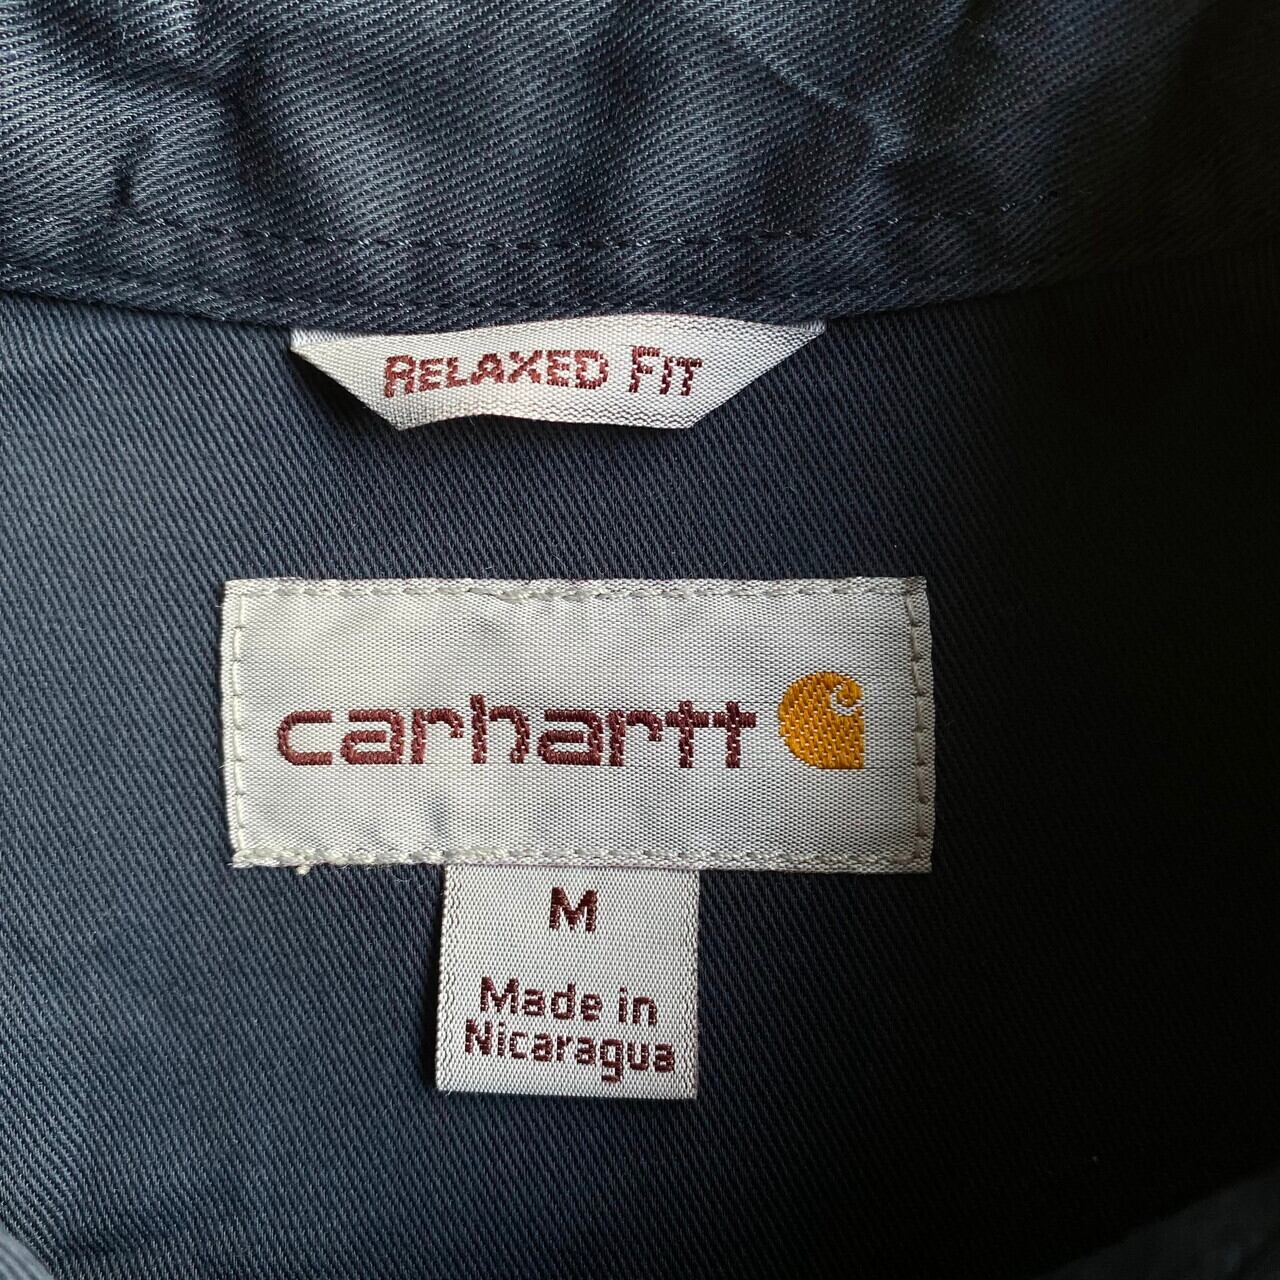 RELAXED FIT
carhartt
M
Made in
Nicaragua